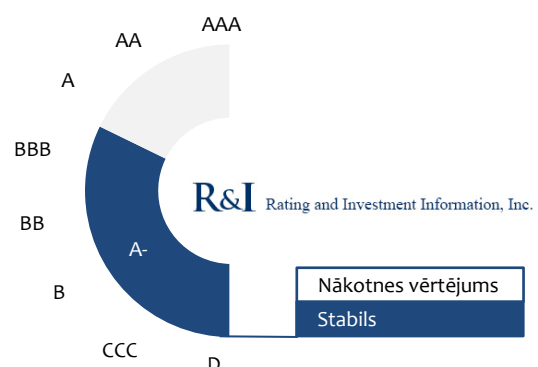 AAA
AA
A
BBB
BB
B
CCC
D
A-
R&I Rating and Investment Information, Inc.
Nākotnes vērtējums
Stabils